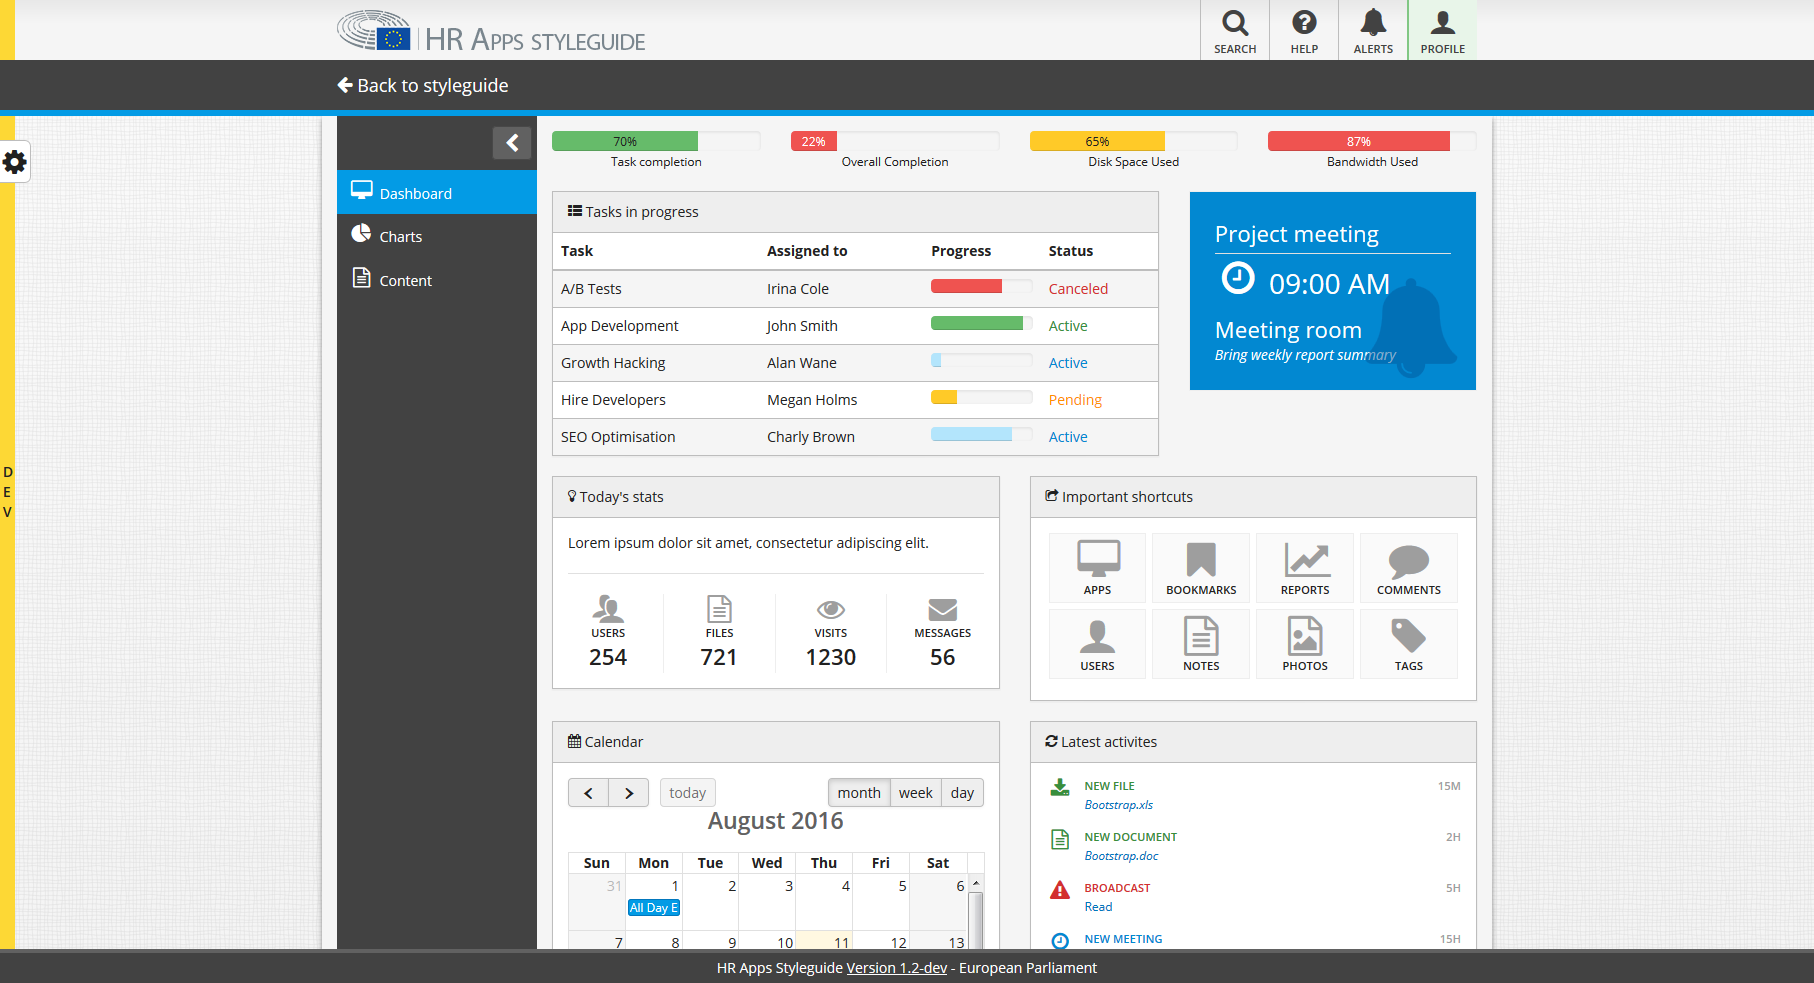 HR Apps styleguide
SEARCH
HELP
ALERTS
PROFILE
Back to styleguide
D
E
V
Dashboard
Charts
Content
70%
Task completion
22%
Overall Completion
65%
Disk Space Used
87%
Bandwidth Used
Tasks in progress
Task Assigned to Progress Status
A/B Tests Irina Cole Canceled
App Development John Smith Active
Growth Hacking Alan Wane Active
Hire Developers Megan Holms Pending
SEO Optimisation Charly Brown Active
Project meeting
09:00 AM
Meeting room
Bring weekly report summary
Today's stats
Lorem ipsum dolor sit amet, consectetur adipiscing elit.
USERS FILES VISITS MESSAGES
254 721 1230 56
Important shortcuts
APPS BOOKMARKS REPORTS COMMENTS
USERS NOTES PHOTOS TAGS
Calendar
today
month week day
August 2016
Sun Mon Tue Wed Thu Fri Sat
31 1 2 3 4 5 6
All Day E
7 8 9 10 11 12 13
Latest activites
NEW FILE 15M
Bootstrap.xls
NEW DOCUMENT 2H
Bootstrap.doc
BROADCAST 5H
Read
NEW MEETING 15H
HR Apps Styleguide Version 1.2-dev - European Parliament